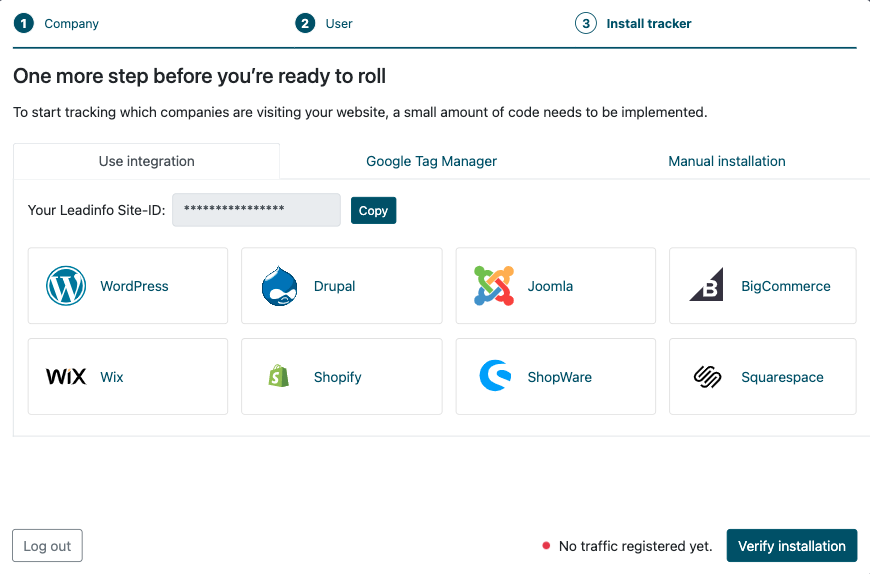 1 Company 2 User 3 Install tracker
One more step before you’re ready to roll
To start tracking which companies are visiting your website, a small amount of code needs to be implemented.
Use integration Google Tag Manager Manual installation
Your Leadinfo Site-ID: **************** Copy
WordPress Drupal Joomla B BigCommerce
WiX Wix Shopify ShopWare Squarespace
Log out No traffic registered yet. Verify installation